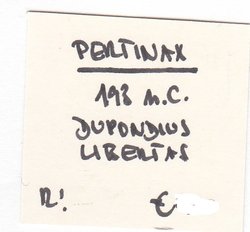 PERTINAX
193 n.C.
DUPONDIUS
LIBERTAS
R! €